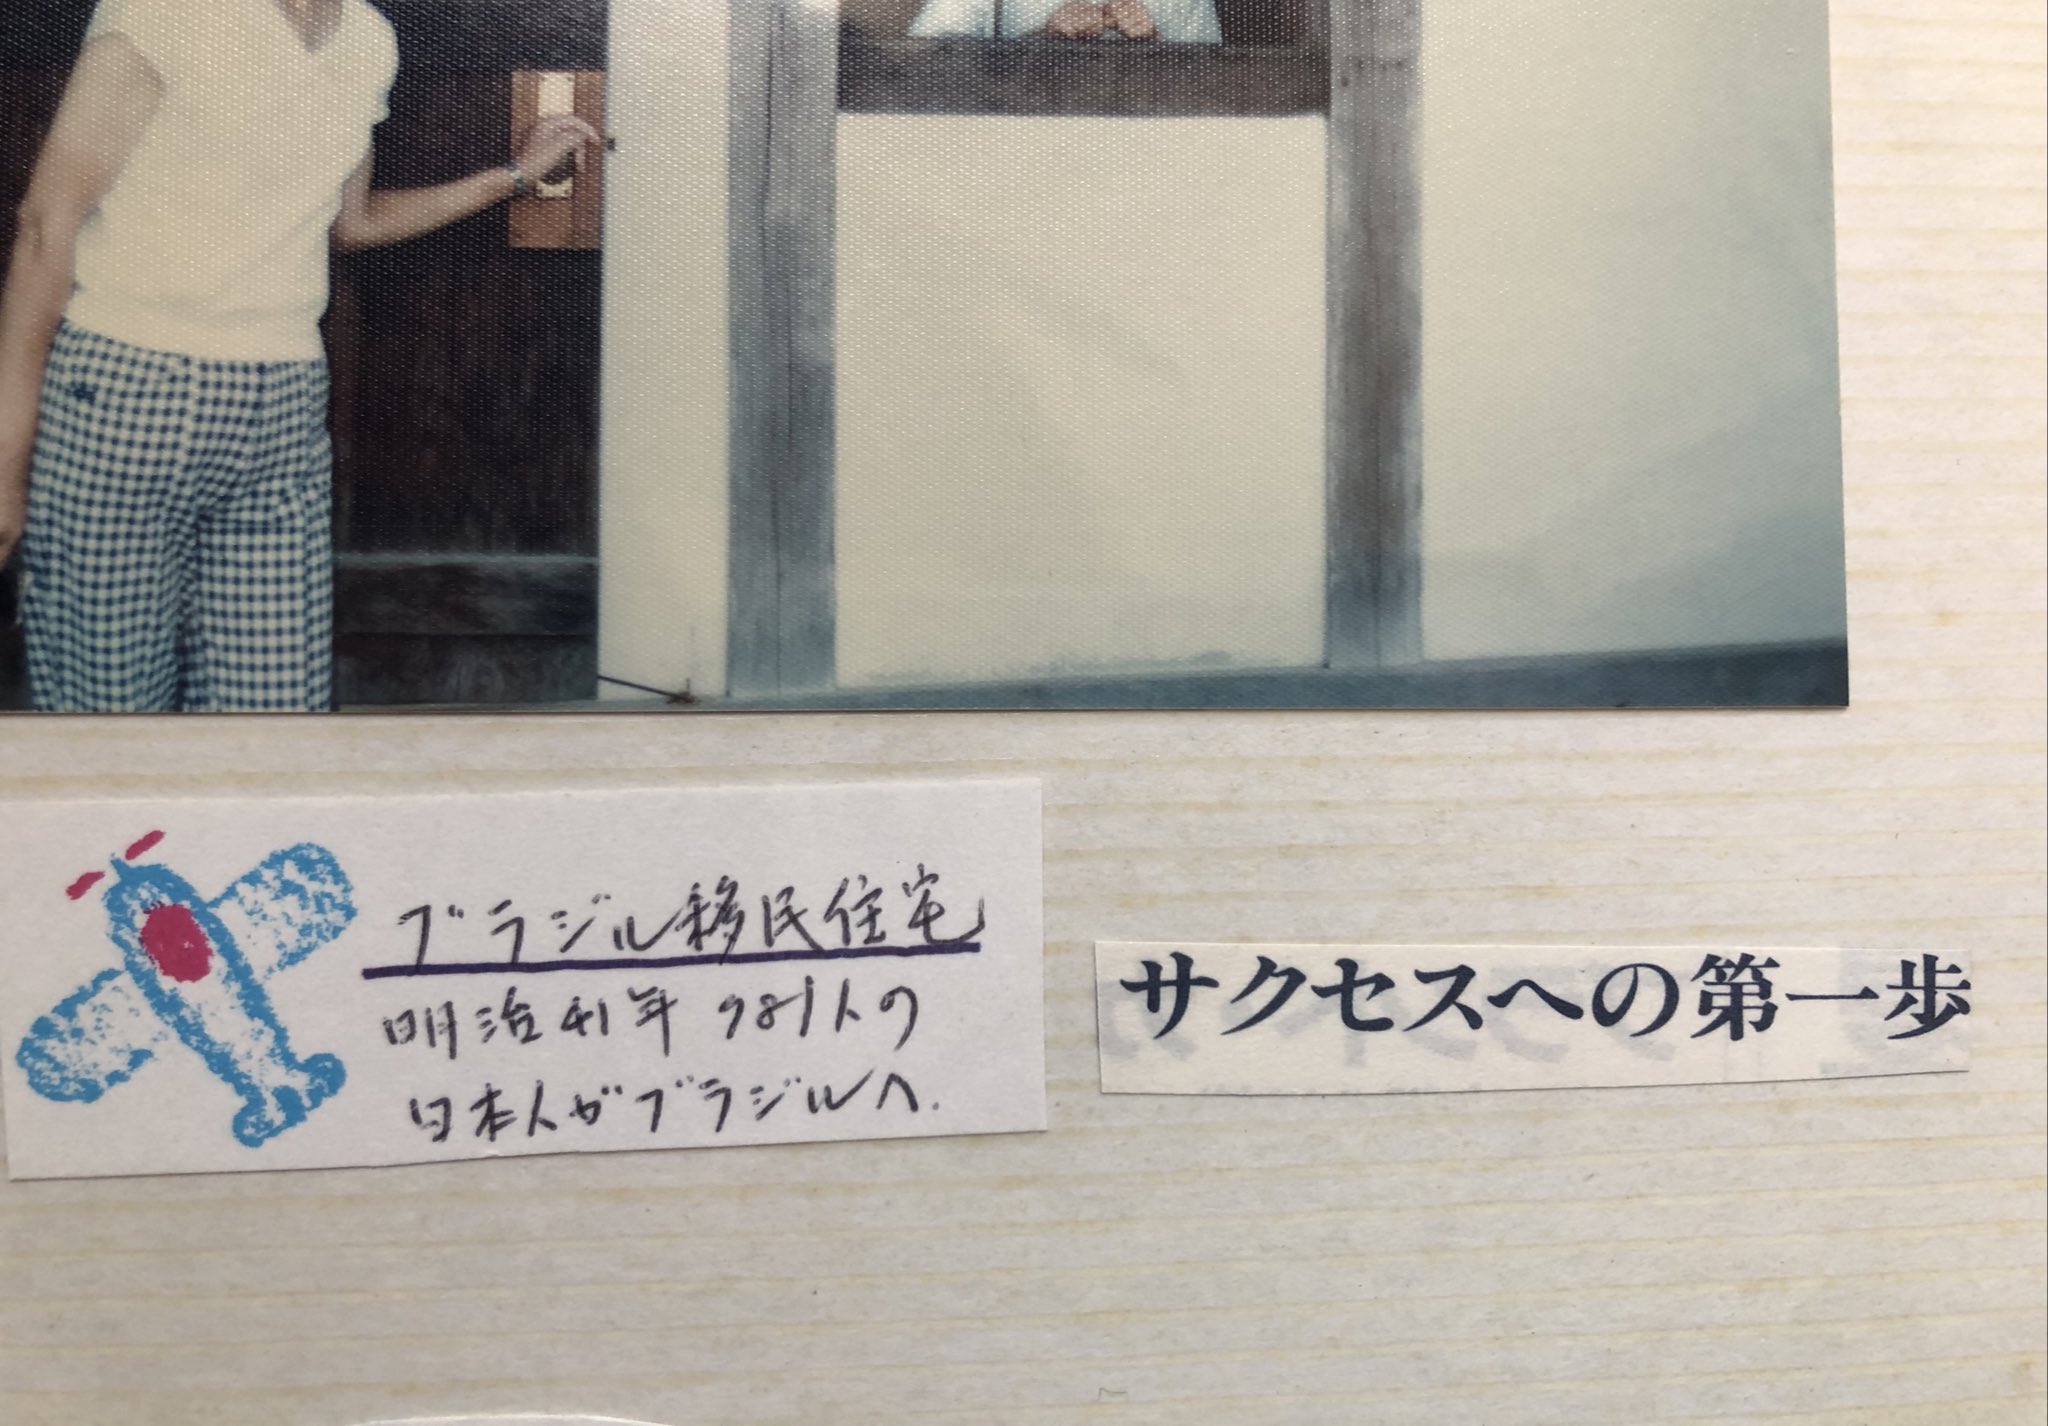 ブラジル移民住宅
明治41年 781人の
日本人がブラジルへ.
サクセスへの第一歩